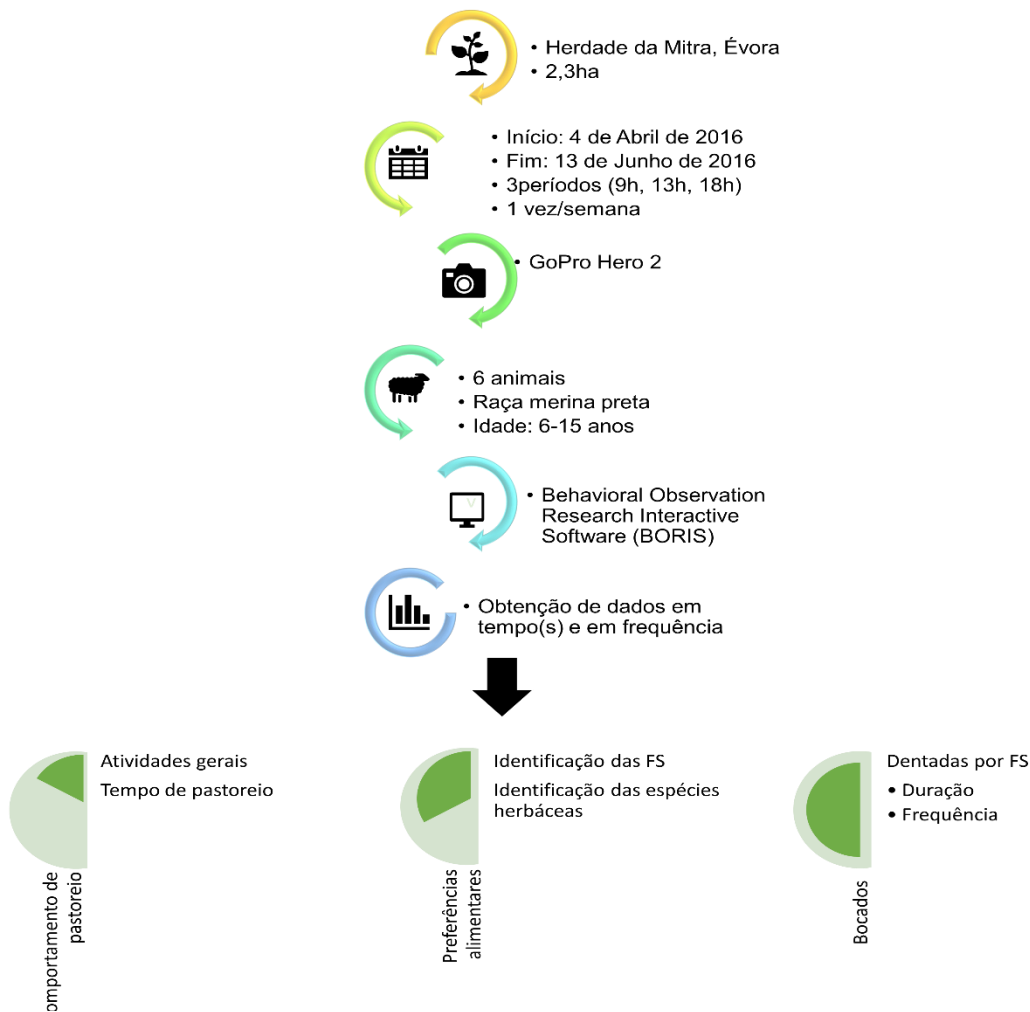 • Herdade da Mitra, Évora
• 2,3ha
• Início: 4 de Abril de 2016
• Fim: 13 de Junho de 2016
• 3períodos (9h, 13h, 18h)
• 1 vez/semana
• GoPro Hero 2
• 6 animais
• Raça merina preta
• Idade: 6-15 anos
• Behavioral Observation
Research Interactive
Software (BORIS)
• Obtenção de dados em
tempo(s) e em frequência
Atividades gerais
Tempo de pastoreio
omportamento de
pastoreio
Identificação das FS
Identificação das espécies
herbáceas
Preferências
alimentares
Dentadas por FS
• Duração
• Frequência
Bocados